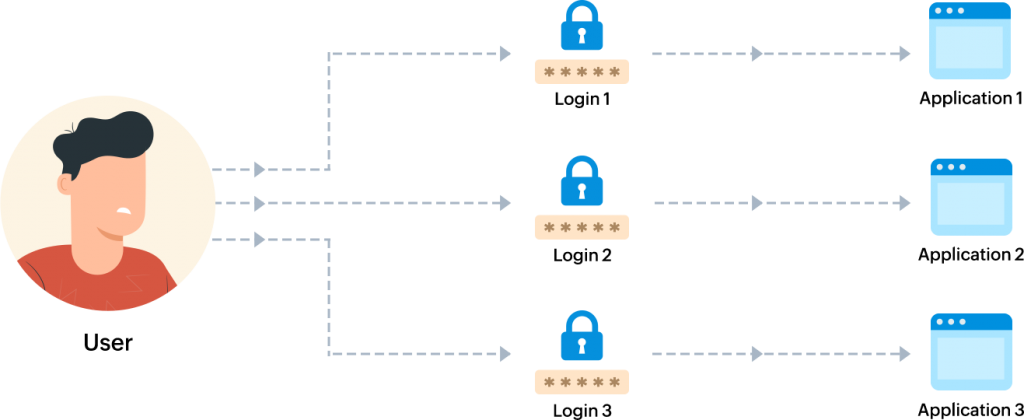 *****
Login 1
Application 1
*****
Login 2
Application 2
User
*****
Login 3
Application 3